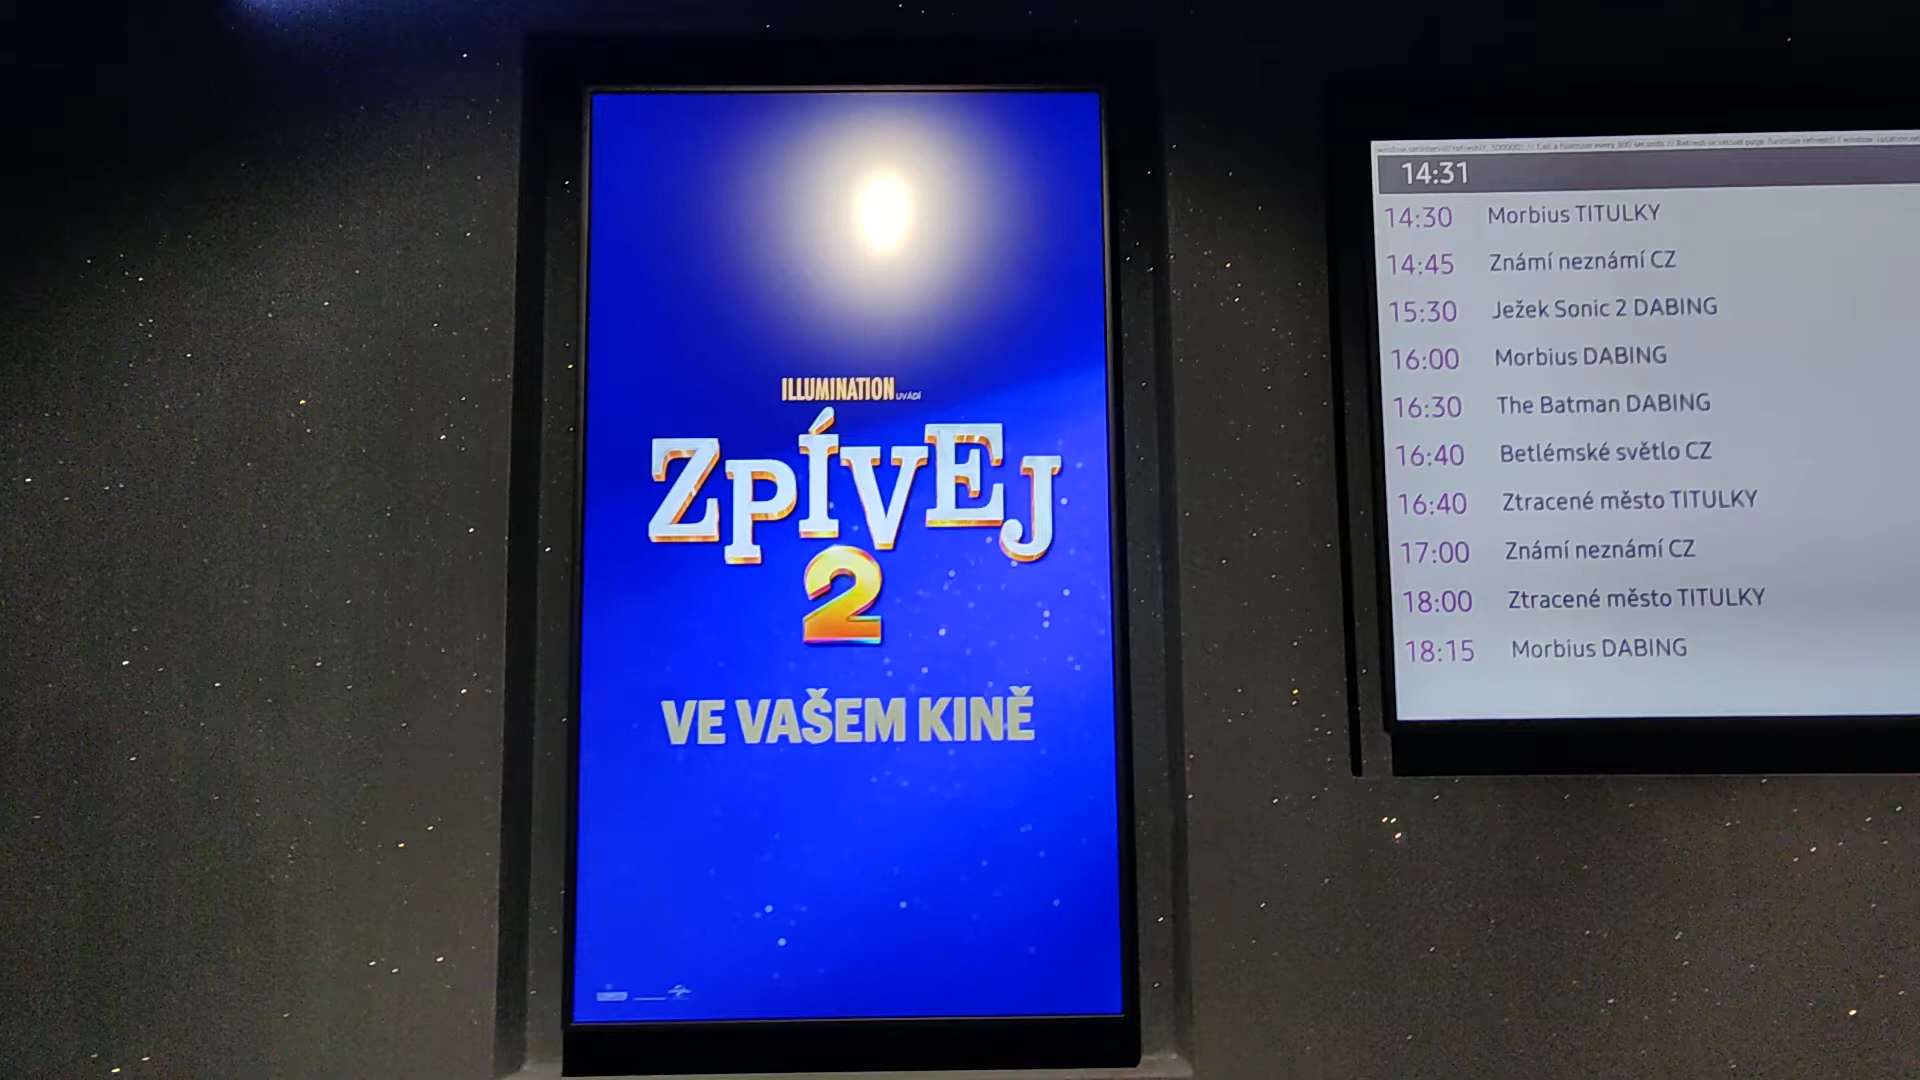 ILLUMINATION UVÁDÍ
ZPÍVEJ
2
VE VAŠEM KINĚ
14:31
14:30 Morbius TITULKY
14:45 Známí neznámí CZ
15:30 Ježek Sonic 2 DABING
16:00 Morbius DABING
16:30 The Batman DABING
16:40 Betlémské světlo CZ
16:40 Ztracené město TITULKY
17:00 Známí neznámí CZ
18:00 Ztracené město TITULKY
18:15 Morbius DABING